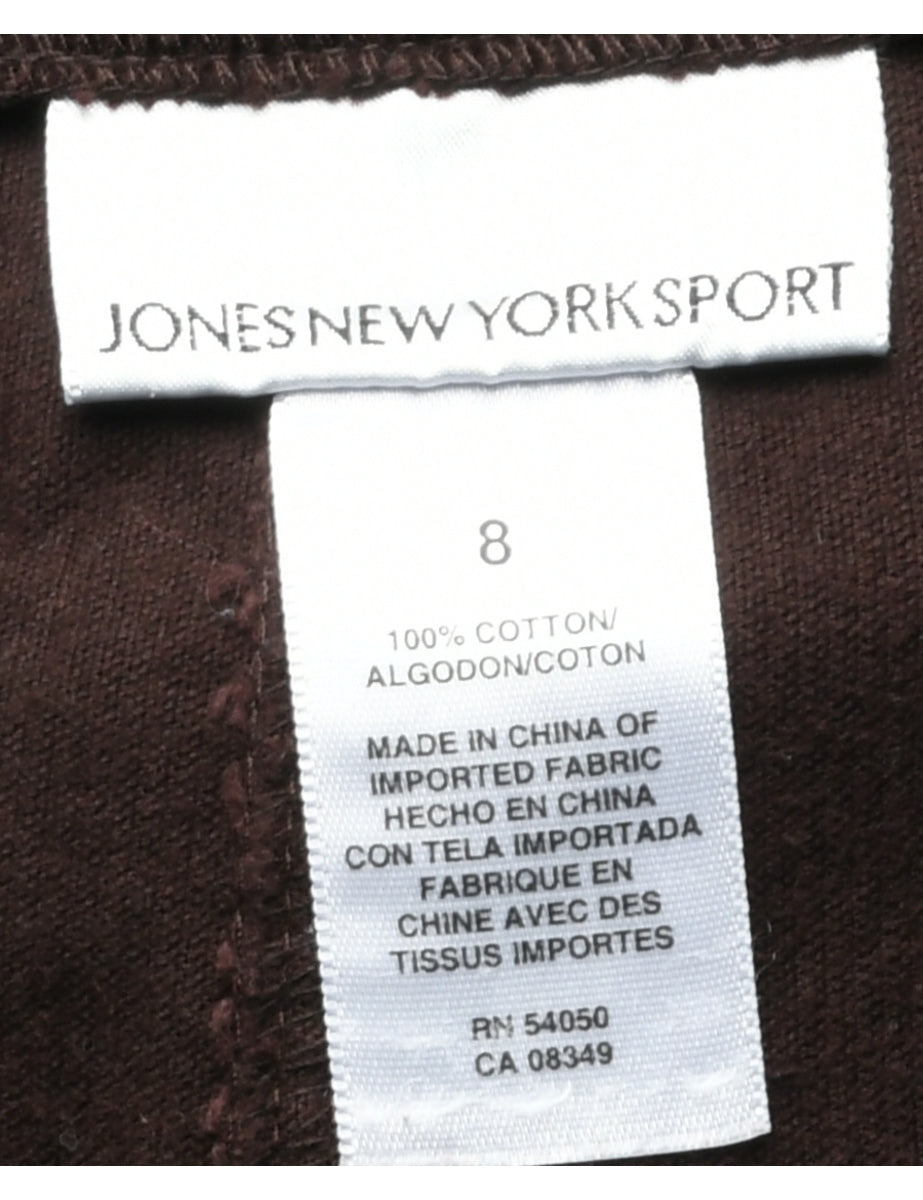 JONES NEW YORK SPORT
8
100% COTTON/
ALGODON/COTON
MADE IN CHINA OF
IMPORTED FABRIC
HECHO EN CHINA
CON TELA IMPORTADA
FABRIQUE EN
CHINE AVEC DES
TISSUS IMPORTES
RN 54050
CA 08349